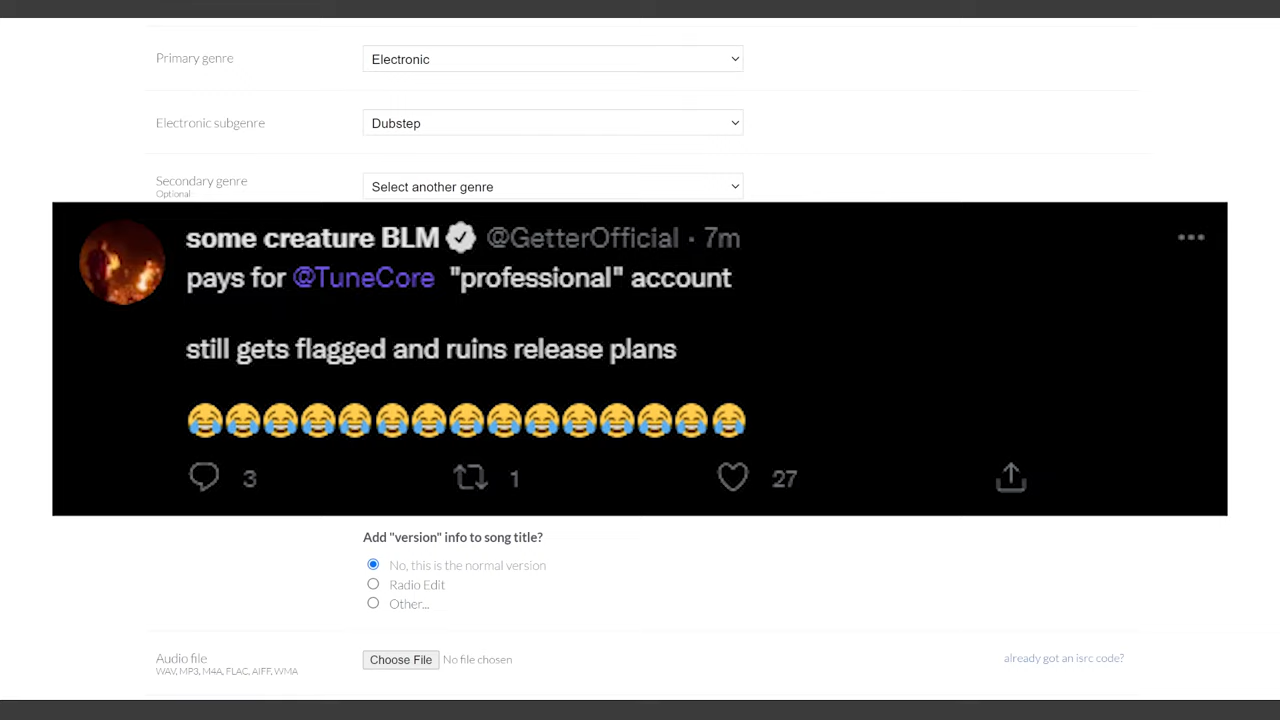 Primary genre
Electronic
Electronic subgenre
Dubstep
Secondary genre
Optional
Select another genre
some creature BLM @GetterOfficial · 7m
pays for @TuneCore "professional" account
still gets flagged and ruins release plans
😂😂😂😂😂😂😂😂😂😂😂😂😂😂😂
3 1 27
Add "version" info to song title?
No, this is the normal version
Radio Edit
Other...
Audio file
WAV, MP3, M4A, FLAC, AIFF, WMA
Choose File No file chosen
already got an isrc code?